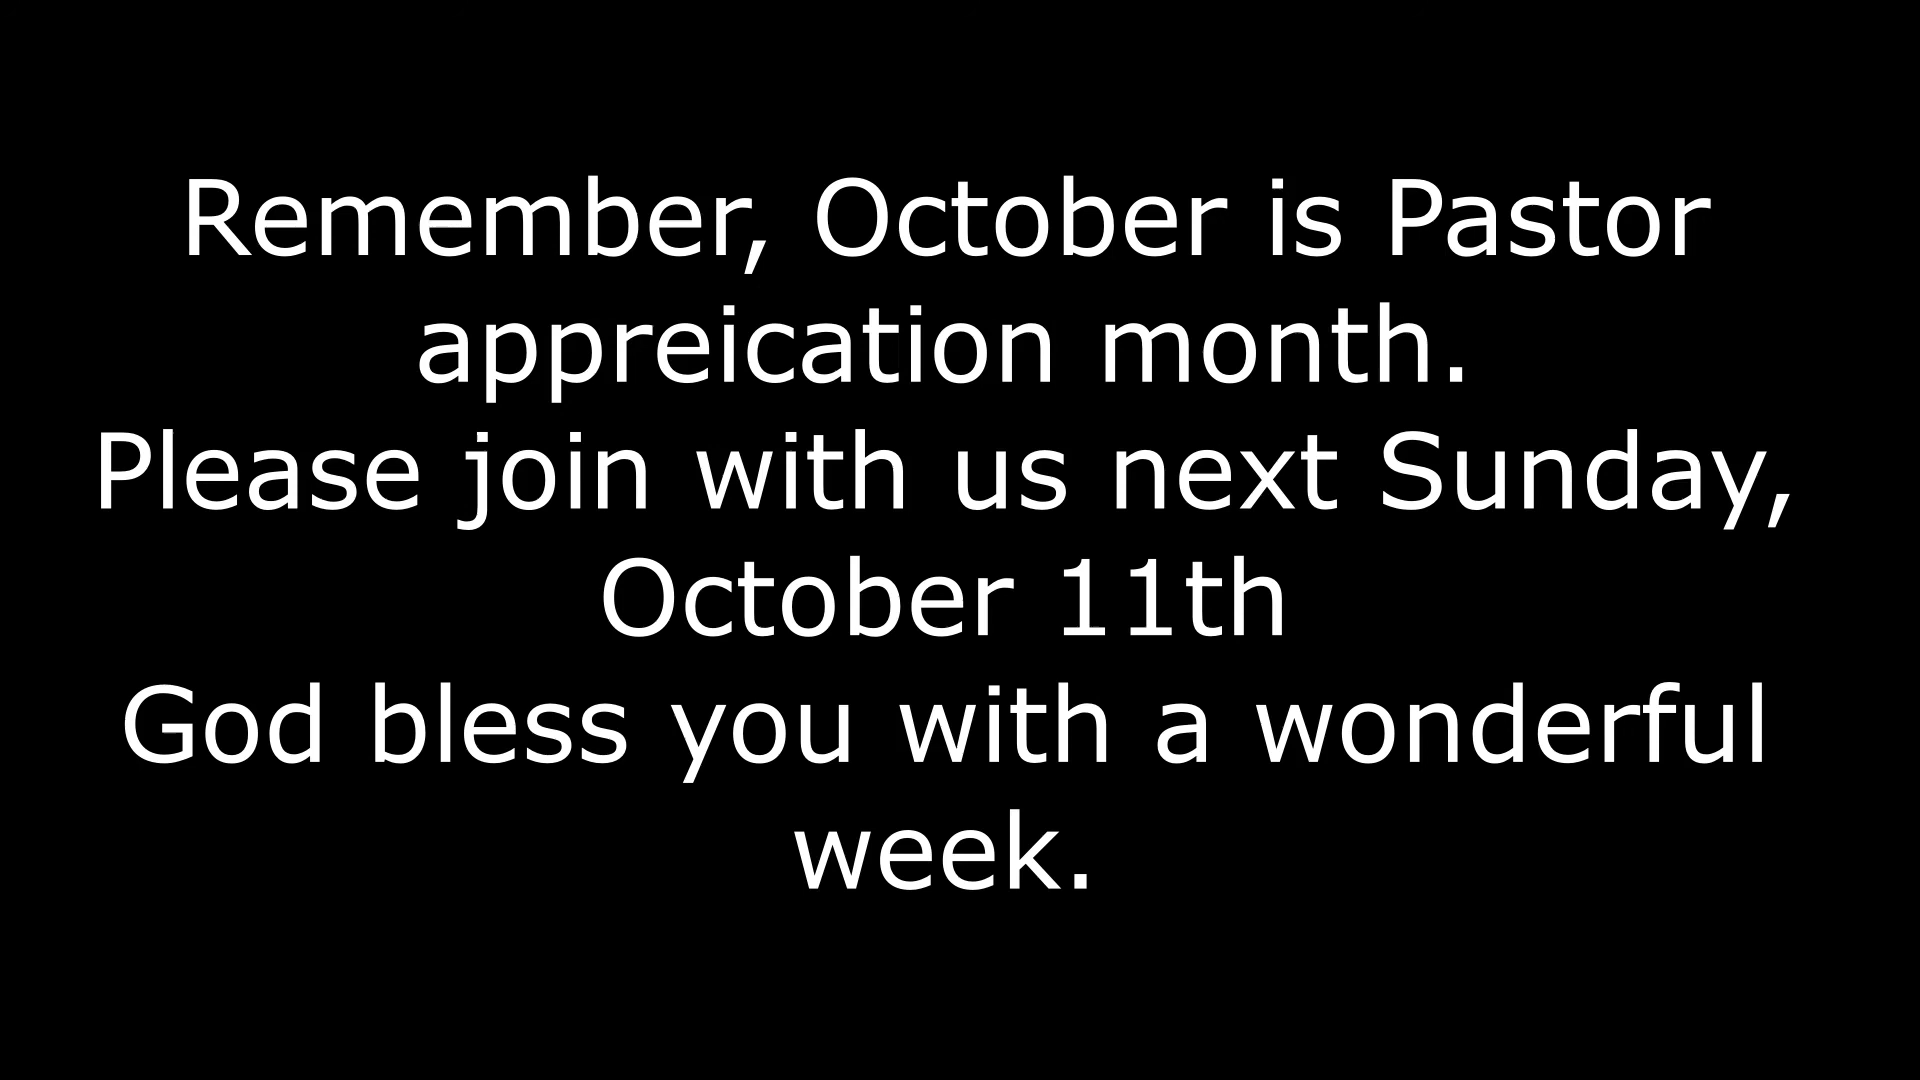 Remember, October is Pastor
appreication month.
Please join with us next Sunday,
October 11th
God bless you with a wonderful
week.